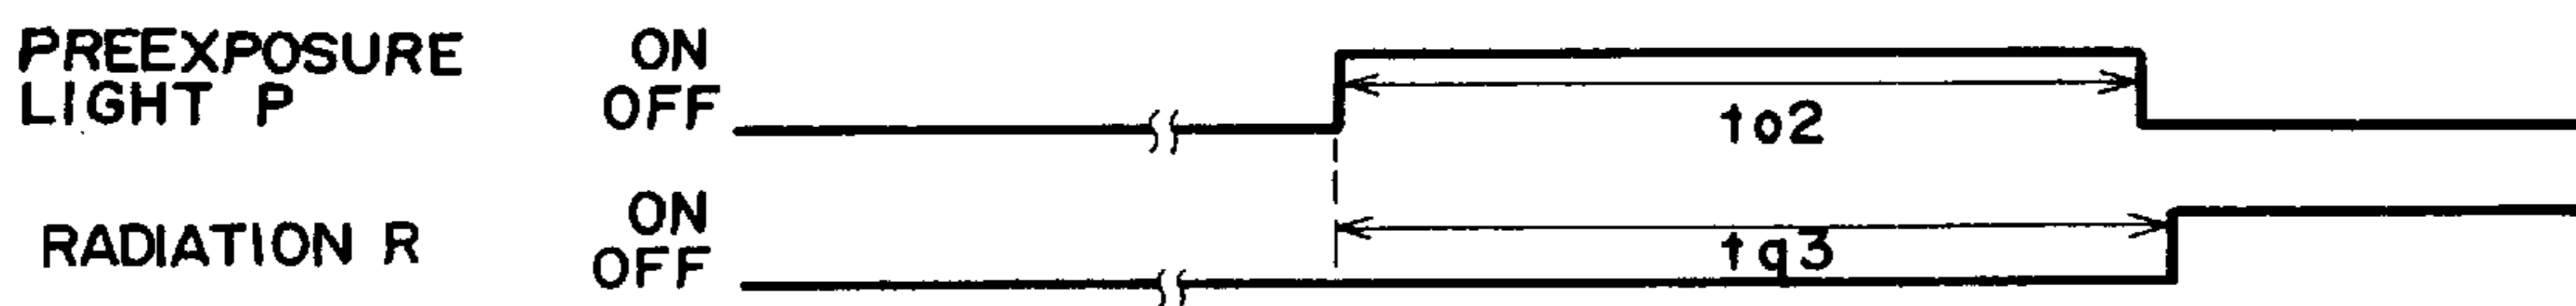 PREEXPOSURE ON
LIGHT P OFF
to2
RADIATION R ON
OFF
tq3